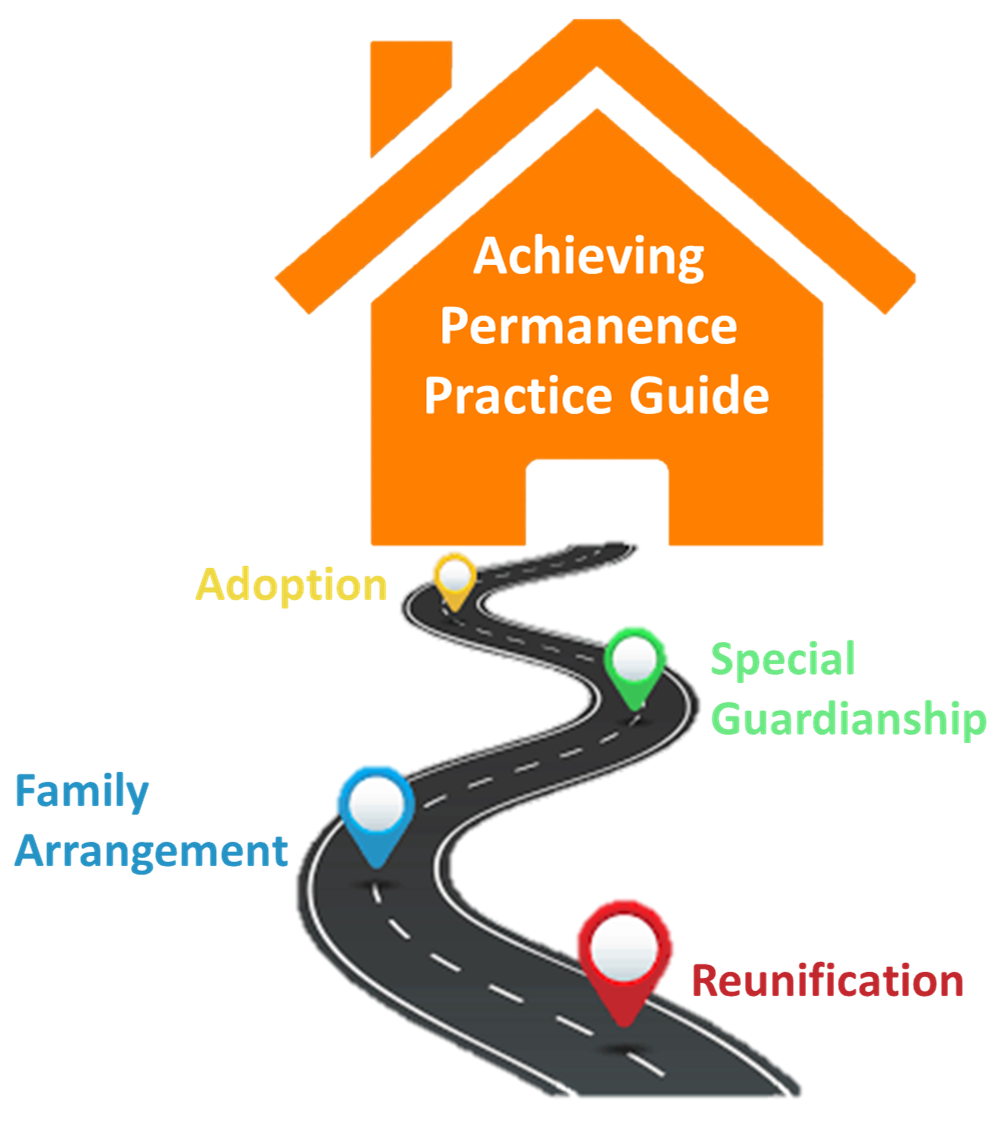 Achieving
Permanence
Practice Guide
Adoption
Special
Guardianship
Family
Arrangement
Reunification